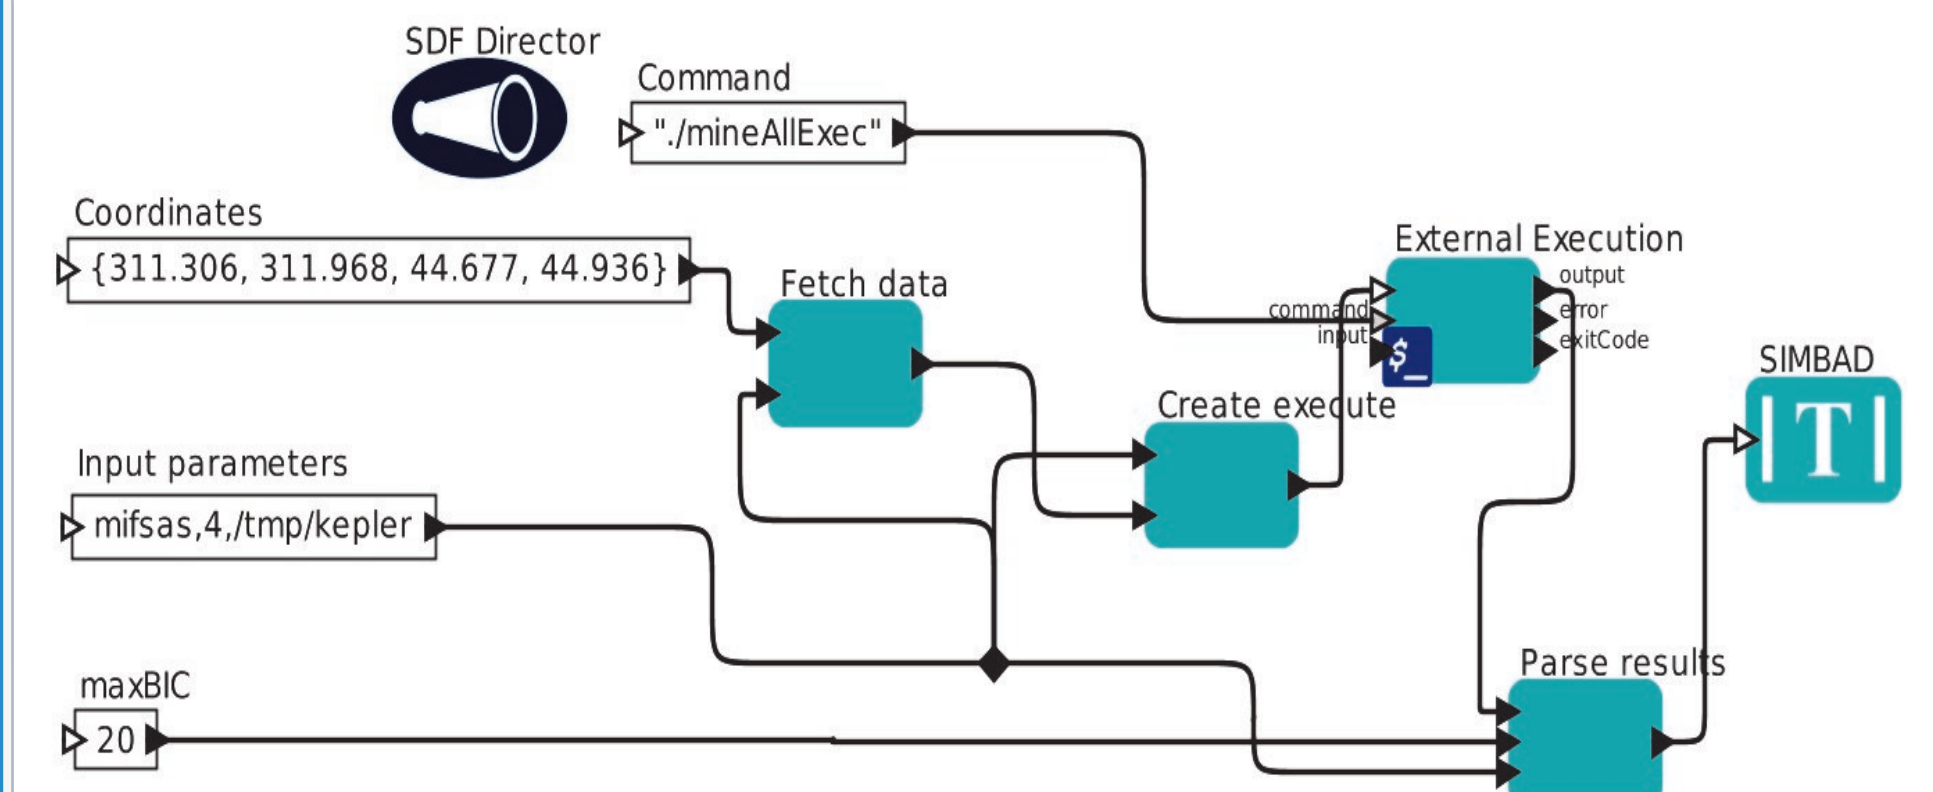 SDF Director
Command
"./mineAllExec"
Coordinates
{311.306, 311.968, 44.677, 44.936}
Fetch data
External Execution
output
command
error
input
exitCode
$_
SIMBAD
T
Create execute
Input parameters
mifsas,4,/tmp/kepler
Parse results
maxBIC
20